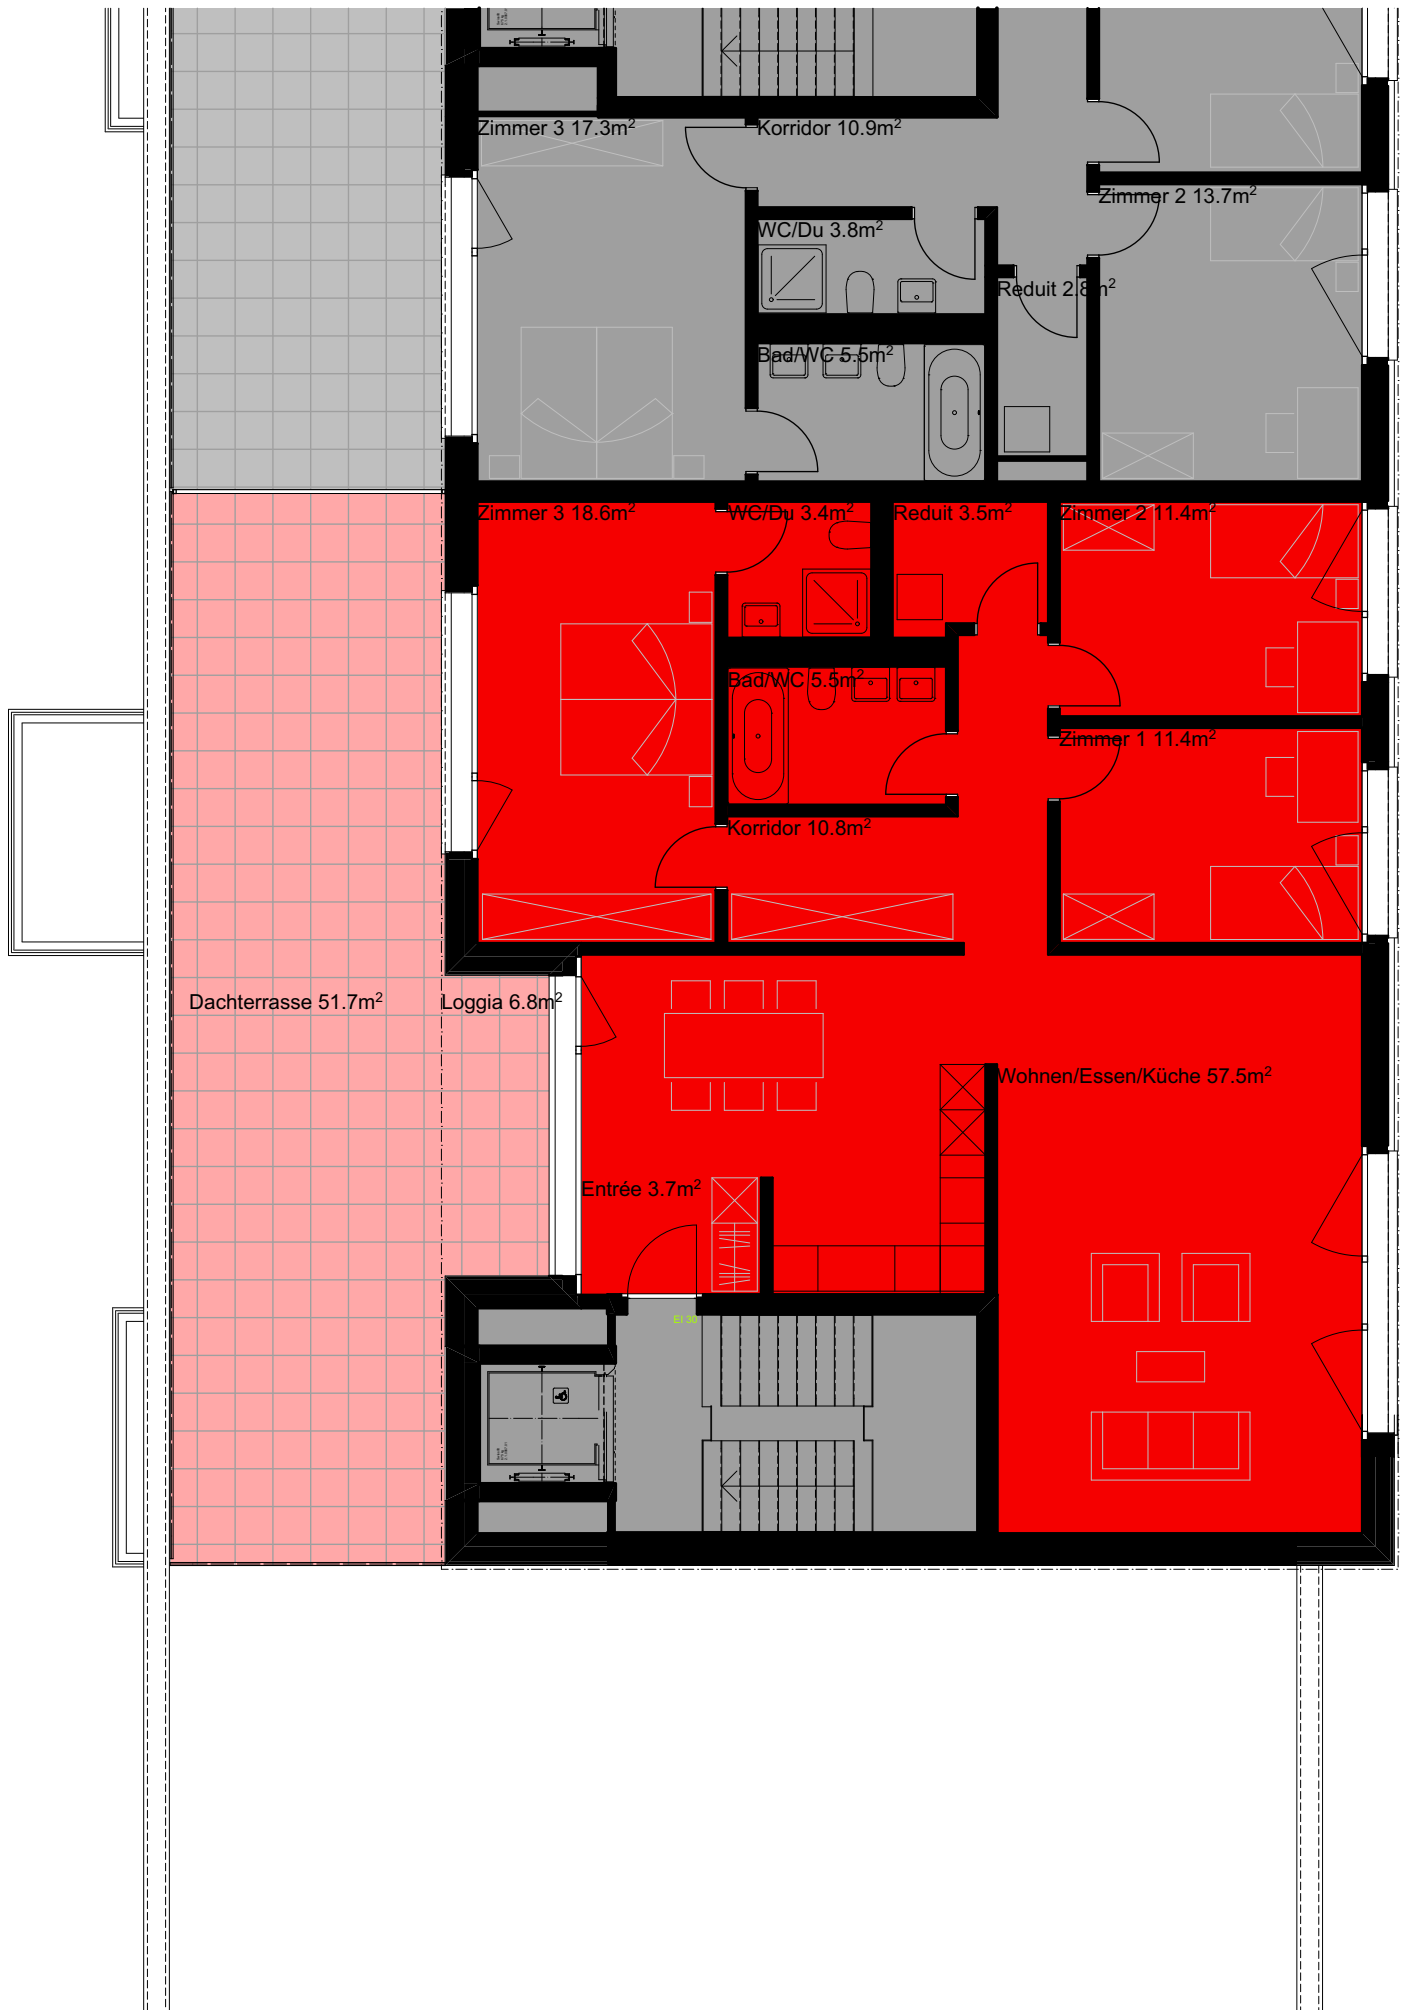 Zimmer 3 17.3m²
Korridor 10.9m²
Zimmer 2 13.7m²
WC/Du 3.8m²
Reduit 2.8m²
Bad/WC 5.5m²
Zimmer 3 18.6m²
WC/Du 3.4m²
Reduit 3.5m²
Zimmer 2 11.4m²
Bad/WC 5.5m²
Zimmer 1 11.4m²
Korridor 10.8m²
Dachterrasse 51.7m²
Loggia 6.8m²
Wohnen/Essen/Küche 57.5m²
Entrée 3.7m²
EI 30